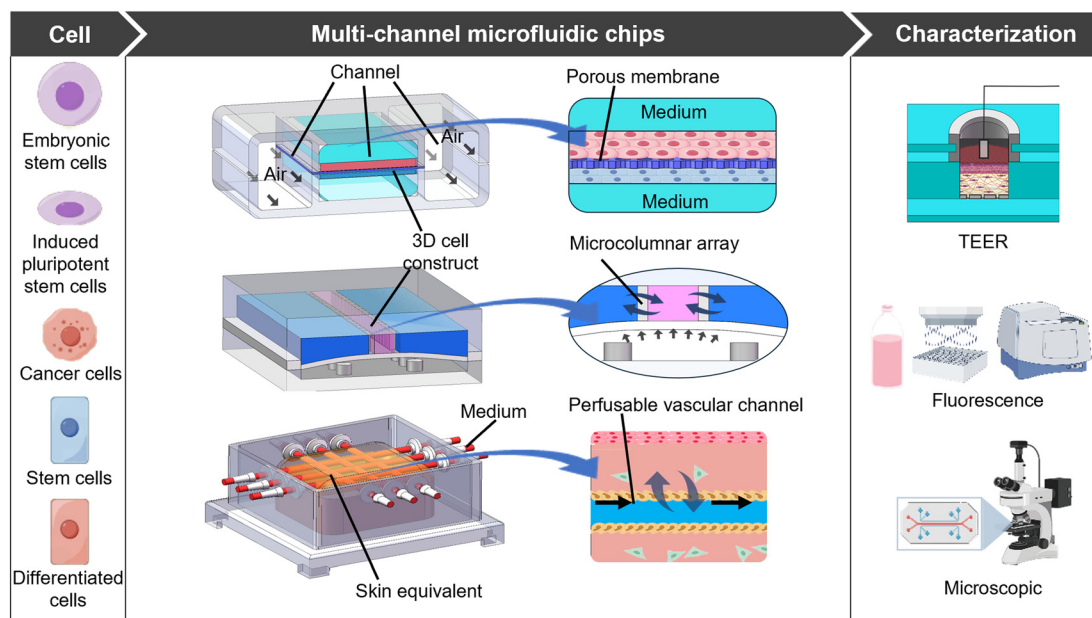 Cell
Multi-channel microfluidic chips
Characterization
Embryonic
stem cells
Induced
pluripotent
stem cells
Cancer cells
Stem cells
Differentiated
cells
Channel
Air
Air
3D cell
construct
Medium
Skin equivalent
Porous membrane
Medium
Medium
Microcolumnar array
Perfusable vascular channel
TEER
Fluorescence
Microscopic